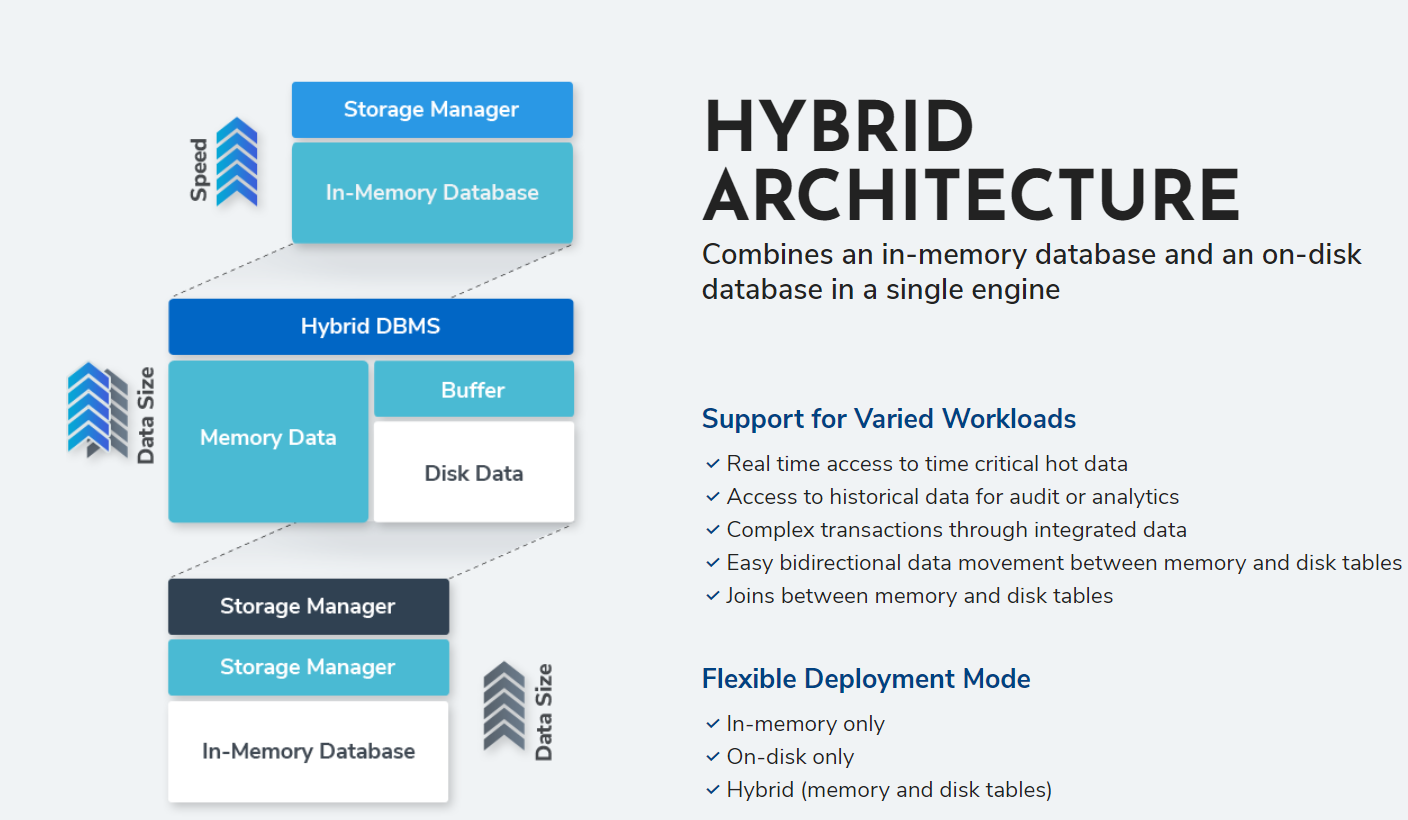 Storage Manager
Speed
In-Memory Database
Hybrid DBMS
Data Size
Memory Data
Buffer
Disk Data
Storage Manager
Storage Manager
In-Memory Database
Data Size
HYBRID
ARCHITECTURE
Combines an in-memory database and an on-disk
database in a single engine
Support for Varied Workloads
Real time access to time critical hot data
Access to historical data for audit or analytics
Complex transactions through integrated data
Easy bidirectional data movement between memory and disk tables
Joins between memory and disk tables
Flexible Deployment Mode
In-memory only
On-disk only
Hybrid (memory and disk tables)